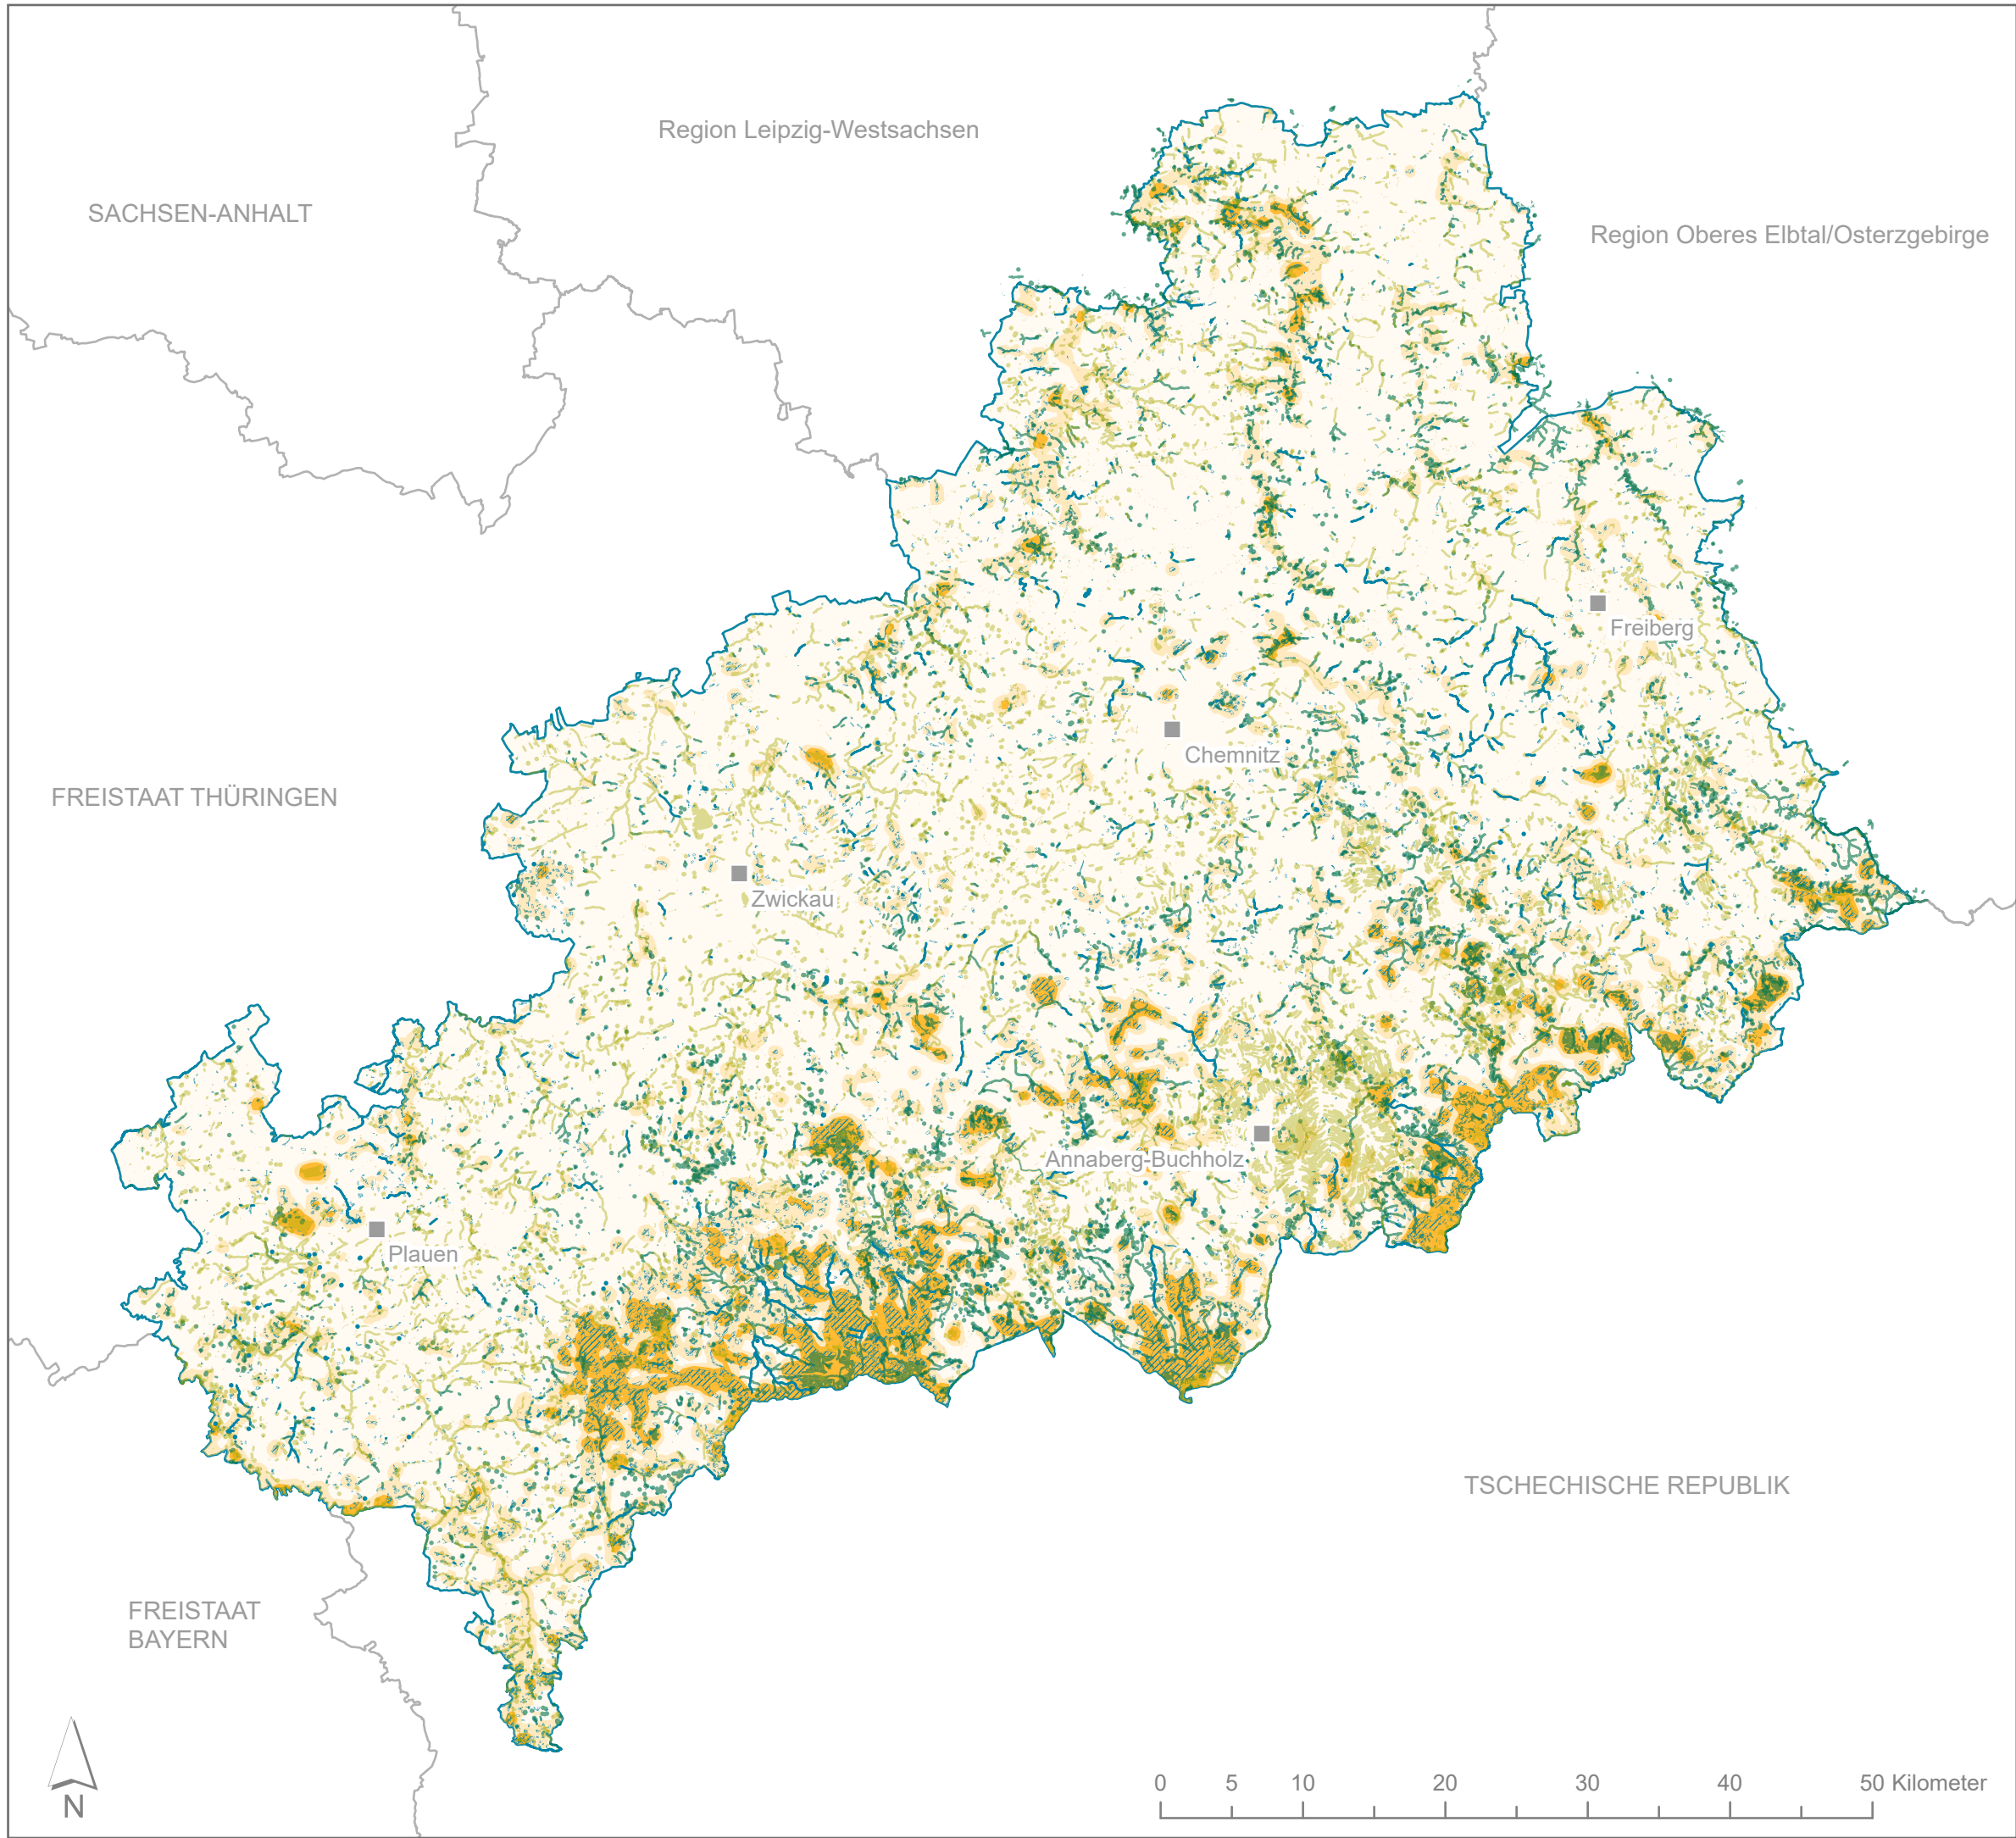 Region Leipzig-Westsachsen
SACHSEN-ANHALT
Region Oberes Elbtal/Osterzgebirge
Freiberg
Chemnitz
FREISTAAT THÜRINGEN
Zwickau
Annaberg-Buchholz
Plauen
TSCHECHISCHE REPUBLIK
FREISTAAT
BAYERN
N
0 5 10 20 30 40 50 Kilometer